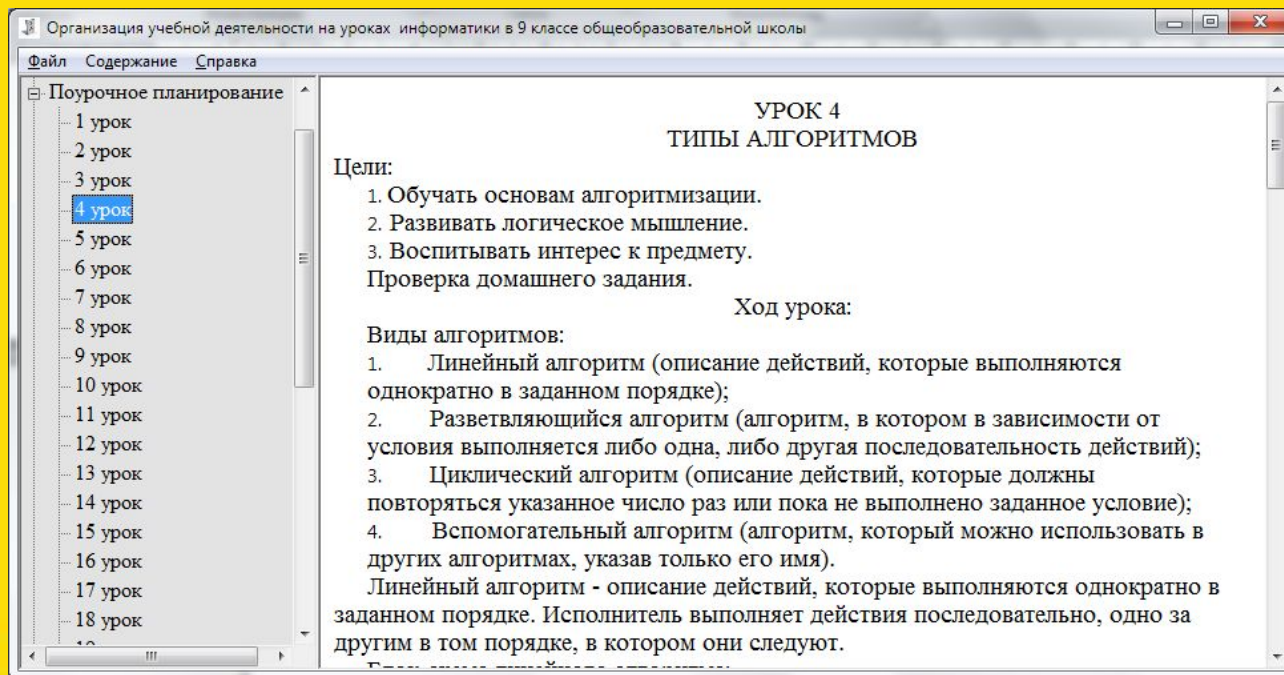 Организация учебной деятельности на уроках информатики в 9 классе общеобразовательной школы
Файл Содержание Справка
Поурочное планирование
1 урок
2 урок
3 урок
4 урок
5 урок
6 урок
7 урок
8 урок
9 урок
10 урок
11 урок
12 урок
13 урок
14 урок
15 урок
16 урок
17 урок
18 урок
УРОК 4
ТИПЫ АЛГОРИТМОВ
Цели:
1. Обучать основам алгоритмизации.
2. Развивать логическое мышление.
3. Воспитывать интерес к предмету.
Проверка домашнего задания.
Ход урока:
Виды алгоритмов:
1. Линейный алгоритм (описание действий, которые выполняются
однократно в заданном порядке);
2. Разветвляющийся алгоритм (алгоритм, в котором в зависимости от
условия выполняется либо одна, либо другая последовательность действий);
3. Циклический алгоритм (описание действий, которые должны
повторяться указанное число раз или пока не выполнено заданное условие);
4. Вспомогательный алгоритм (алгоритм, который можно использовать в
других алгоритмах, указав только его имя).
Линейный алгоритм - описание действий, которые выполняются однократно в
заданном порядке. Исполнитель выполняет действия последовательно, одно за
другим в том порядке, в котором они следуют.